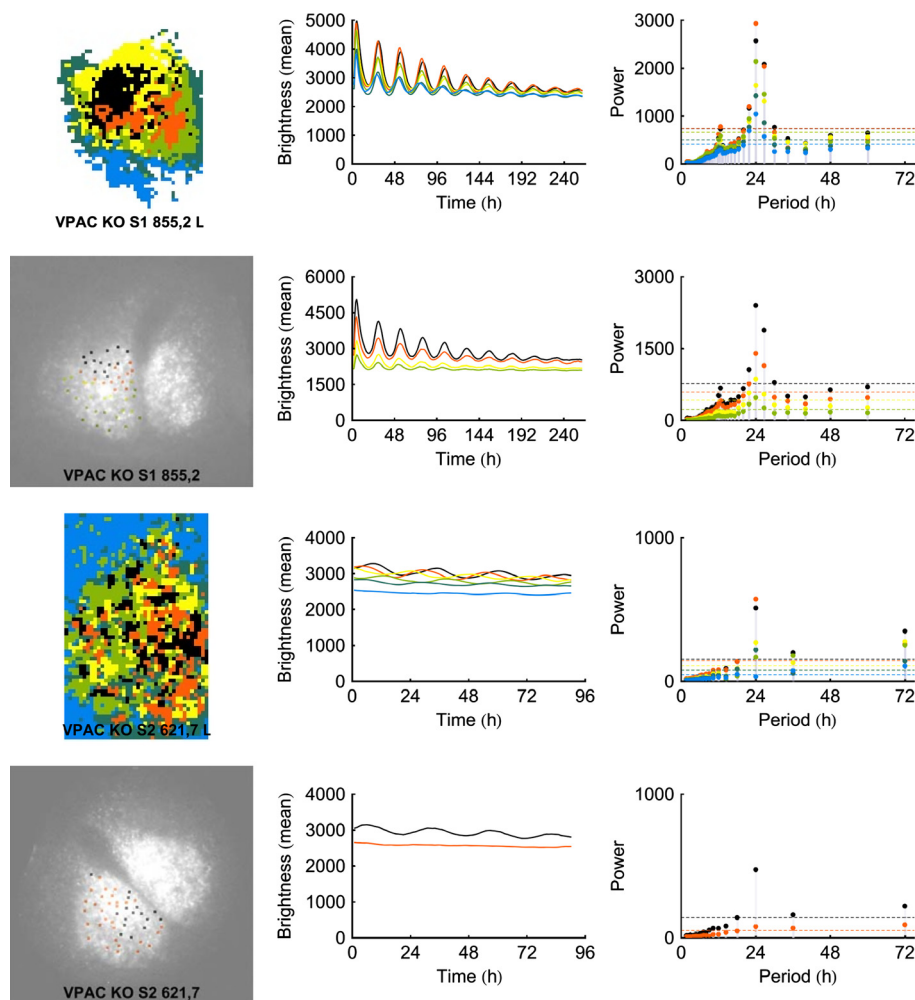 5000
4000
3000
2000
1000
0
Brightness (mean)
0 48 96 144 192 240
Time (h)
3000
2000
1000
0
Power
0 24 48 72
Period (h)
VPAC KO S1 855,2 L
6000
4500
3000
1500
0
Brightness (mean)
0 48 96 144 192 240
Time (h)
3000
1500
0
Power
0 24 48 72
Period (h)
VPAC KO S1 855,2
4000
3000
2000
1000
0
Brightness (mean)
0 24 48 72 96
Time (h)
1000
500
0
Power
0 24 48 72
Period (h)
VPAC KO S2 621,7 L
4000
3000
2000
1000
0
Brightness (mean)
0 24 48 72 96
Time (h)
1000
500
0
Power
0 24 48 72
Period (h)
VPAC KO S2 621,7